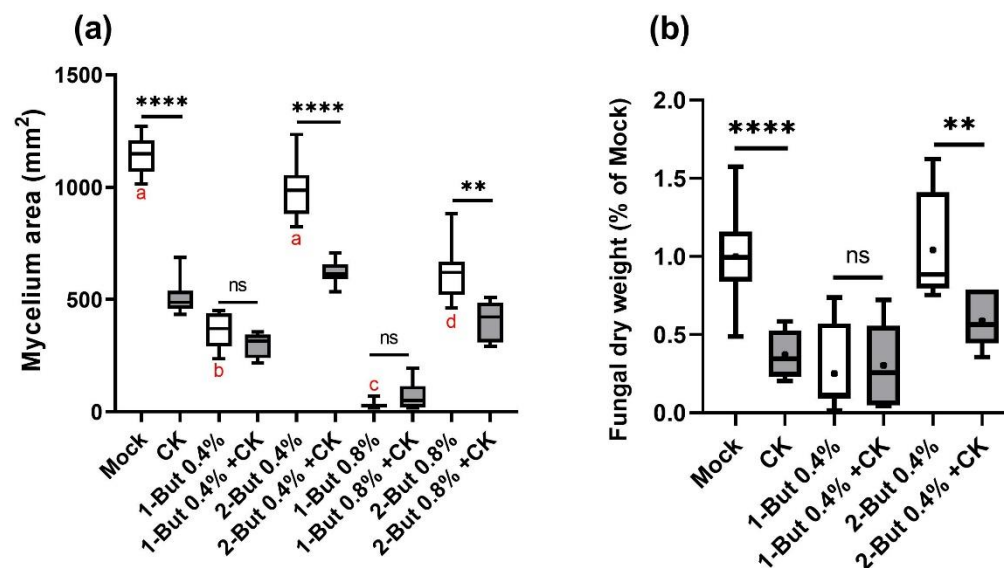 (a)
Mycelium area (mm²)
1500
1000
500
0
****
a
b
ns
****
a
c
ns
**
d
Mock
CK
1-But 0.4%
1-But 0.4% +CK
2-But 0.4%
2-But 0.4% +CK
1-But 0.8%
1-But 0.8% +CK
2-But 0.8%
2-But 0.8% +CK
(b)
Fungal dry weight (% of Mock)
2.0
1.5
1.0
0.5
0.0
****
ns
**
Mock
CK
1-But 0.4%
1-But 0.4% +CK
2-But 0.4%
2-But 0.4% +CK